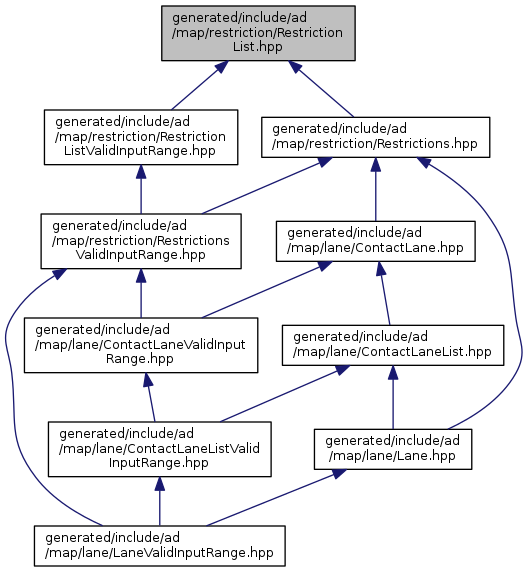 generated/include/ad
/map/restriction/Restriction
List.hpp
generated/include/ad
/map/restriction/Restriction
ListValidInputRange.hpp
generated/include/ad
/map/restriction/Restrictions.hpp
generated/include/ad
/map/restriction/Restrictions
ValidInputRange.hpp
generated/include/ad
/map/lane/ContactLane.hpp
generated/include/ad
/map/lane/ContactLaneValidInput
Range.hpp
generated/include/ad
/map/lane/ContactLaneList.hpp
generated/include/ad
/map/lane/ContactLaneListValid
InputRange.hpp
generated/include/ad
/map/lane/Lane.hpp
generated/include/ad
/map/lane/LaneValidInputRange.hpp